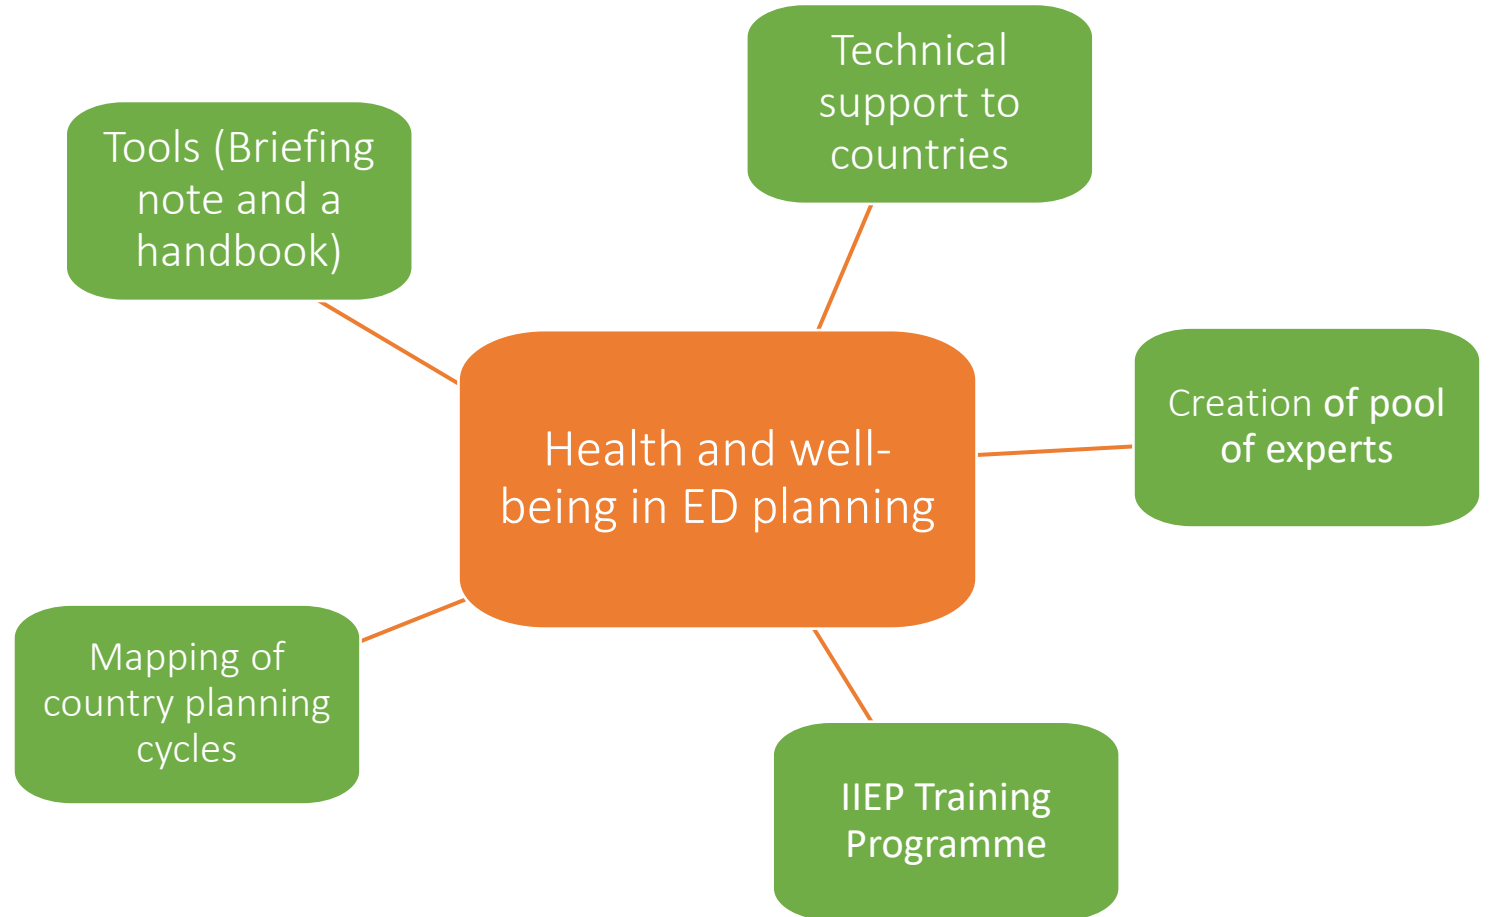 Technical
support to
countries
Tools (Briefing
note and a
handbook)
Creation of pool
of experts
Health and well-
being in ED planning
Mapping of
country planning
cycles
IIEP Training
Programme